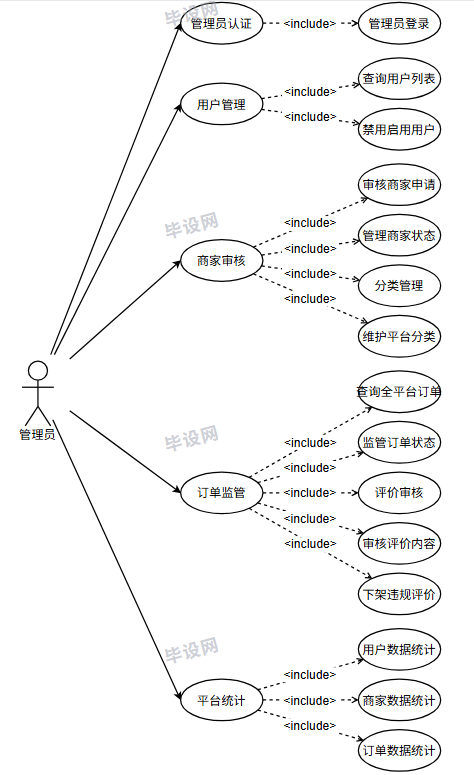 毕设网
管理员认证
<include>
管理员登录
用户管理
<include>
查询用户列表
<include>
禁用启用用户
毕设网
商家审核
<include>
审核商家申请
<include>
管理商家状态
<include>
分类管理
<include>
维护平台分类
管理员
毕设网
订单监管
<include>
查询全平台订单
<include>
监管订单状态
<include>
评价审核
<include>
审核评价内容
<include>
下架违规评价
毕设网
平台统计
<include>
用户数据统计
<include>
商家数据统计
<include>
订单数据统计